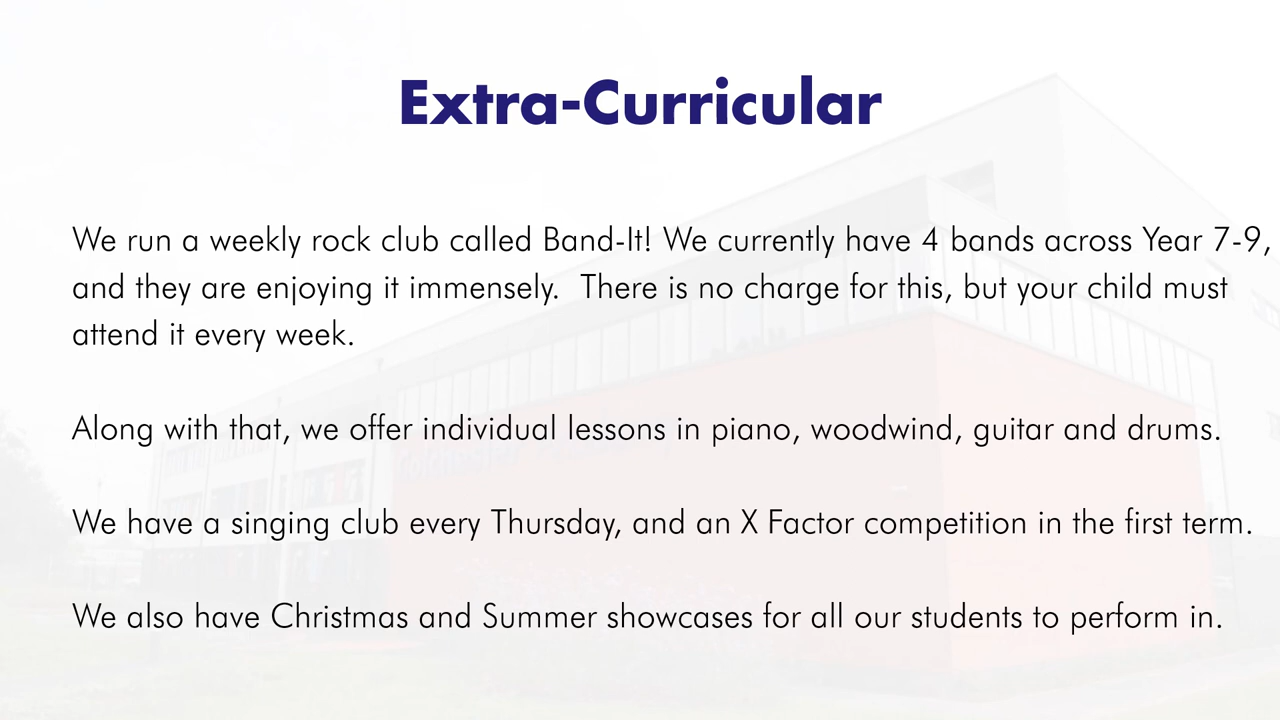 Extra-Curricular
We run a weekly rock club called Band-It! We currently have 4 bands across Year 7-9,
and they are enjoying it immensely.  There is no charge for this, but your child must
attend it every week.
Along with that, we offer individual lessons in piano, woodwind, guitar and drums.
We have a singing club every Thursday, and an X Factor competition in the first term.
We also have Christmas and Summer showcases for all our students to perform in.